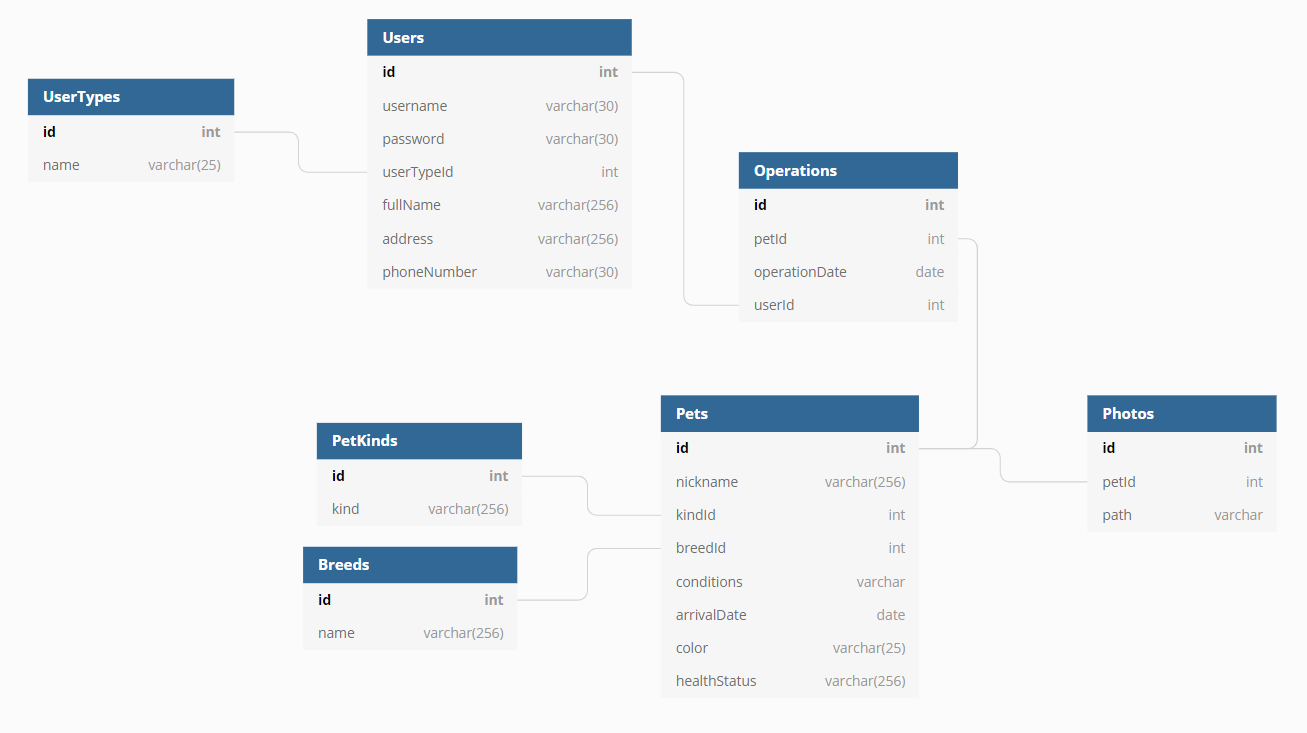 Users
id int
username varchar(30)
password varchar(30)
userTypeId int
fullName varchar(256)
address varchar(256)
phoneNumber varchar(30)
UserTypes
id int
name varchar(25)
Operations
id int
petId int
operationDate date
userId int
Pets
id int
nickname varchar(256)
kindId int
breedId int
conditions varchar
arrivalDate date
color varchar(25)
healthStatus varchar(256)
Photos
id int
petId int
path varchar
PetKinds
id int
kind varchar(256)
Breeds
id int
name varchar(256)